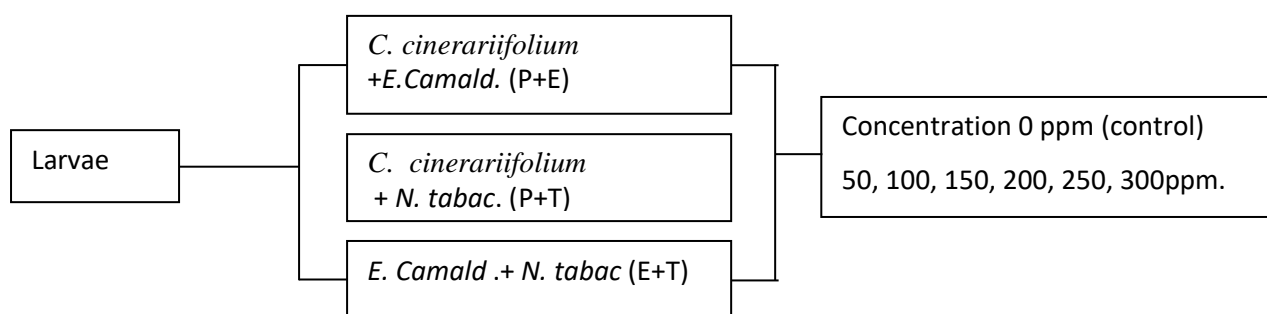 Larvae
C. cinerariifolium
+E.Camald. (P+E)
C. cinerariifolium
+ N. tabac. (P+T)
E. Camald .+ N. tabac (E+T)
Concentration 0 ppm (control)
50, 100, 150, 200, 250, 300ppm.